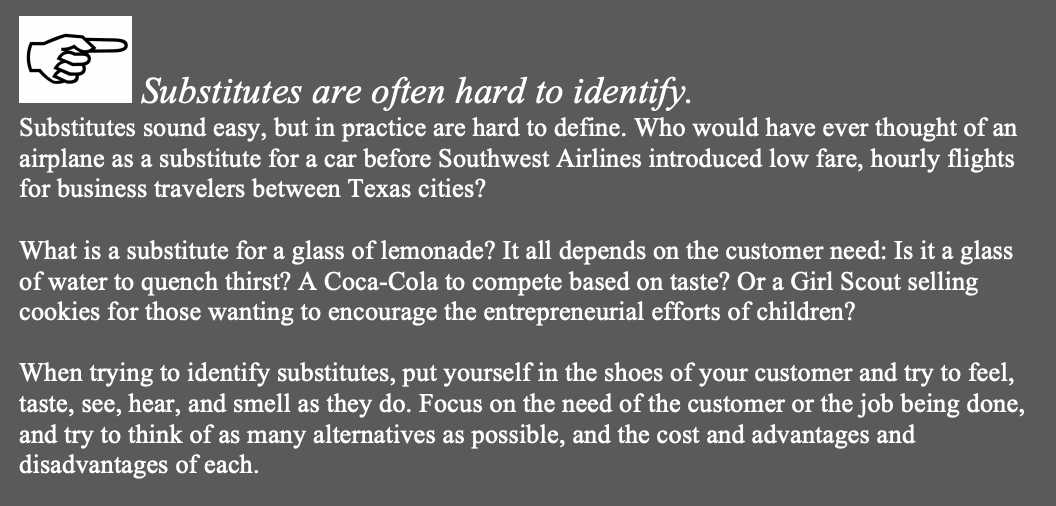 Substitutes are often hard to identify.
Substitutes sound easy, but in practice are hard to define. Who would have ever thought of an
airplane as a substitute for a car before Southwest Airlines introduced low fare, hourly flights
for business travelers between Texas cities?
What is a substitute for a glass of lemonade? It all depends on the customer need: Is it a glass
of water to quench thirst? A Coca-Cola to compete based on taste? Or a Girl Scout selling
cookies for those wanting to encourage the entrepreneurial efforts of children?
When trying to identify substitutes, put yourself in the shoes of your customer and try to feel,
taste, see, hear, and smell as they do. Focus on the need of the customer or the job being done,
and try to think of as many alternatives as possible, and the cost and advantages and
disadvantages of each.